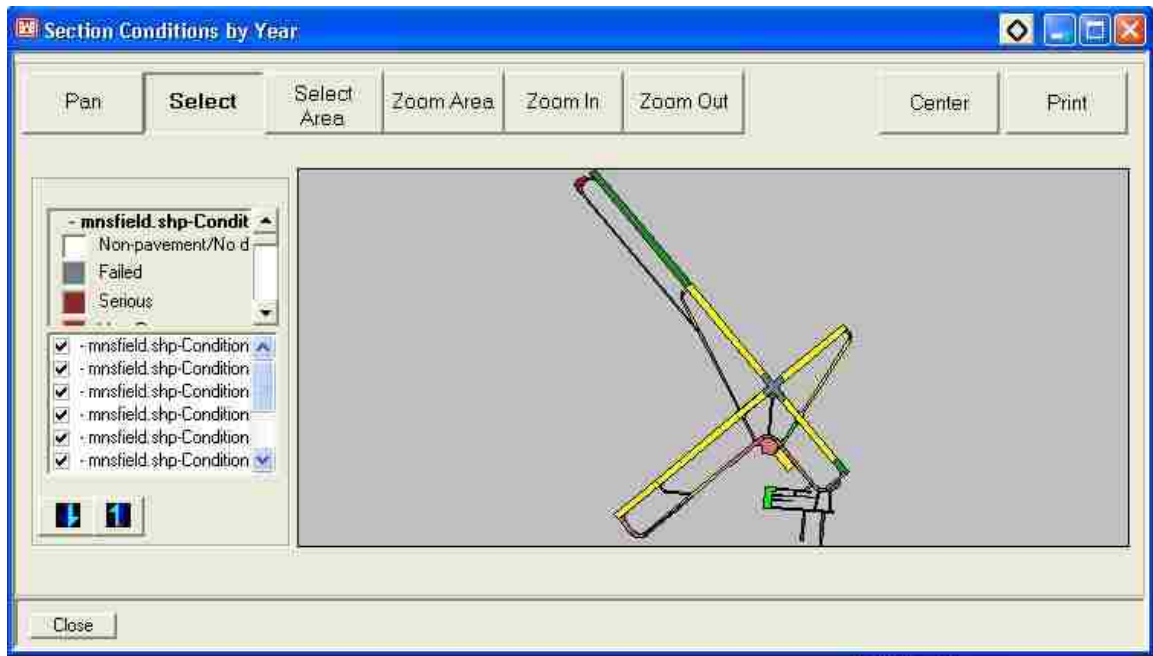 Section Conditions by Year
Pan
Select
Select
Area
Zoom Area
Zoom In
Zoom Out
Center
Print
- mnsfield.shp-Condit
Non-pavement/No d
Failed
Serious
- mnsfield.shp-Condition
- mnsfield.shp-Condition
- mnsfield.shp-Condition
- mnsfield.shp-Condition
- mnsfield.shp-Condition
- mnsfield.shp-Condition
Close